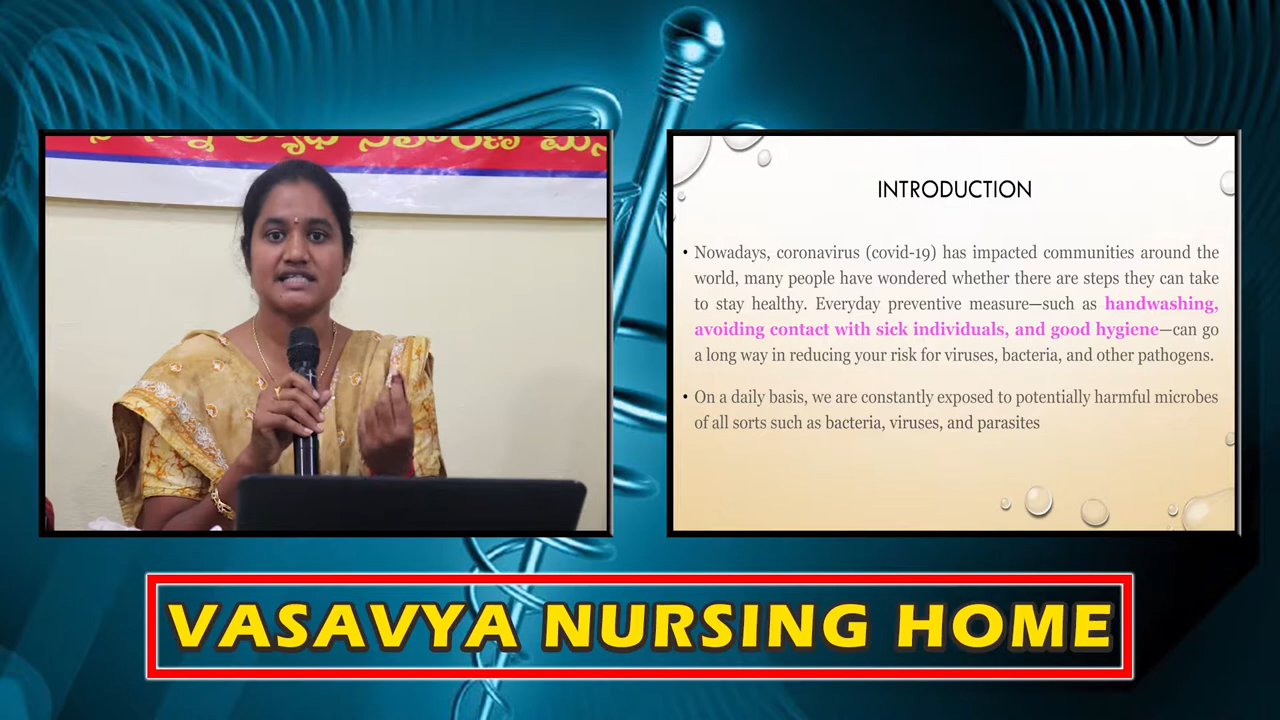 INTRODUCTION
• Nowadays, coronavirus (covid-19) has impacted communities around the
world, many people have wondered whether there are steps they can take
to stay healthy. Everyday preventive measure—such as handwashing,
avoiding contact with sick individuals, and good hygiene—can go
a long way in reducing your risk for viruses, bacteria, and other pathogens.
• On a daily basis, we are constantly exposed to potentially harmful microbes
of all sorts such as bacteria, viruses, and parasites
VASAVYA NURSING HOME